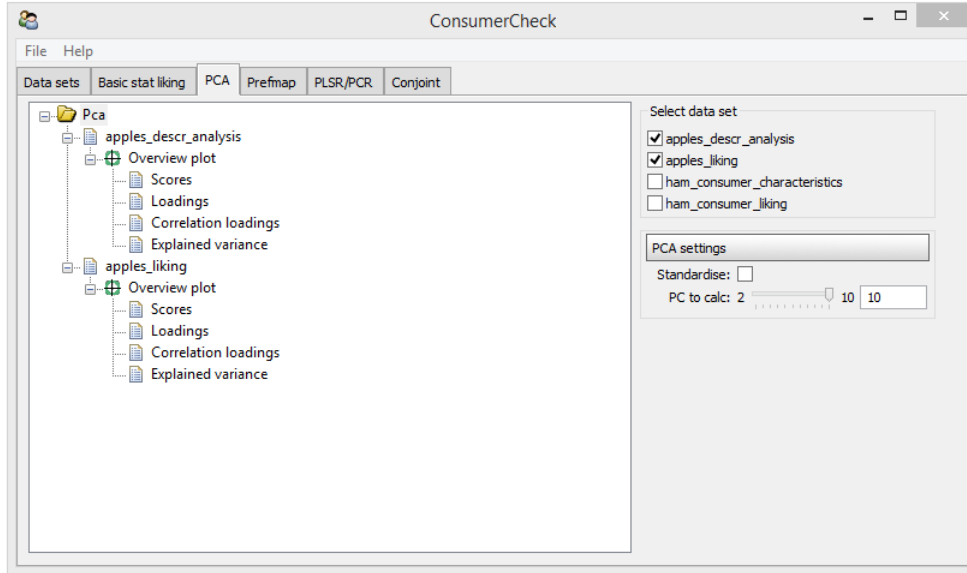 ConsumerCheck
File Help
Data sets Basic stat liking PCA Prefmap PLSR/PCR Conjoint
Pca
apples_descr_analysis
Overview plot
Scores
Loadings
Correlation loadings
Explained variance
apples_liking
Overview plot
Scores
Loadings
Correlation loadings
Explained variance
Select data set
apples_descr_analysis
apples_liking
ham_consumer_characteristics
ham_consumer_liking
PCA settings
Standardise:
PC to calc: 2 10 10